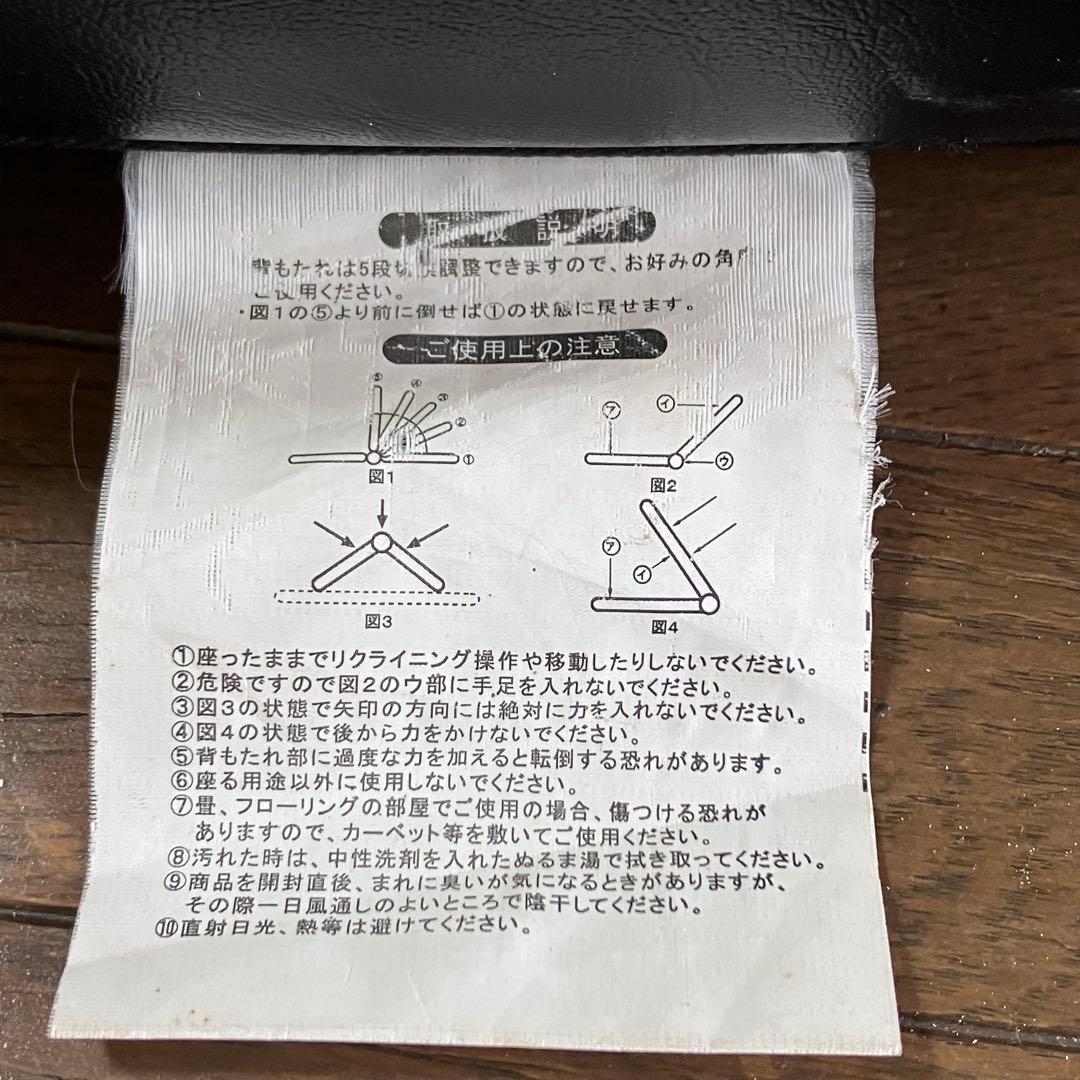 取 扱 説 明
背もたれは5段切 調整できますので、お好みの角
ご使用ください。
・図1の⑤より前に倒せば①の状態に戻せます。
ご使用上の注意
⑤ ④ ③ ② ①
図1
ア イ ウ
図2
図3
ア イ
図4
①座ったままでリクライニング操作や移動したりしないでください。
②危険ですので図2のウ部に手足を入れないでください。
③図3の状態で矢印の方向には絶対に力を入れないでください。
④図4の状態で後から力をかけないでください。
⑤背もたれ部に過度な力を加えると転倒する恐れがあります。
⑥座る用途以外に使用しないでください。
⑦畳、フローリングの部屋でご使用の場合、傷つける恐れが
ありますので、カーペット等を敷いてご使用ください。
⑧汚れた時は、中性洗剤を入れたぬるま湯で拭き取ってください。
⑨商品を開封直後、まれに臭いが気になるときがありますが、
その際一日風通しのよいところで陰干してください。
⑩直射日光、熱等は避けてください。